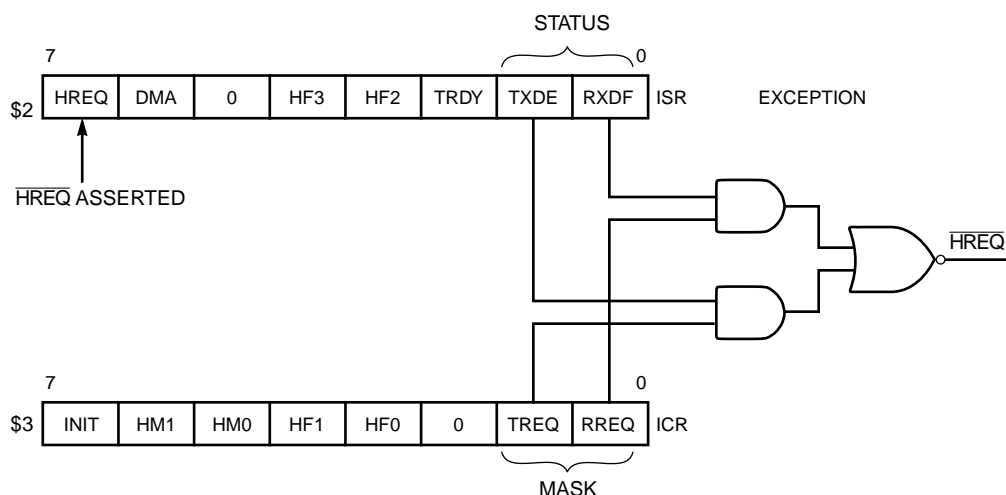 STATUS
7 0
$2 HREQ DMA 0 HF3 HF2 TRDY TXDE RXDF ISR EXCEPTION
HREQ ASSERTED
HREQ
7 0
$3 INIT HM1 HM0 HF1 HF0 0 TREQ RREQ ICR
MASK